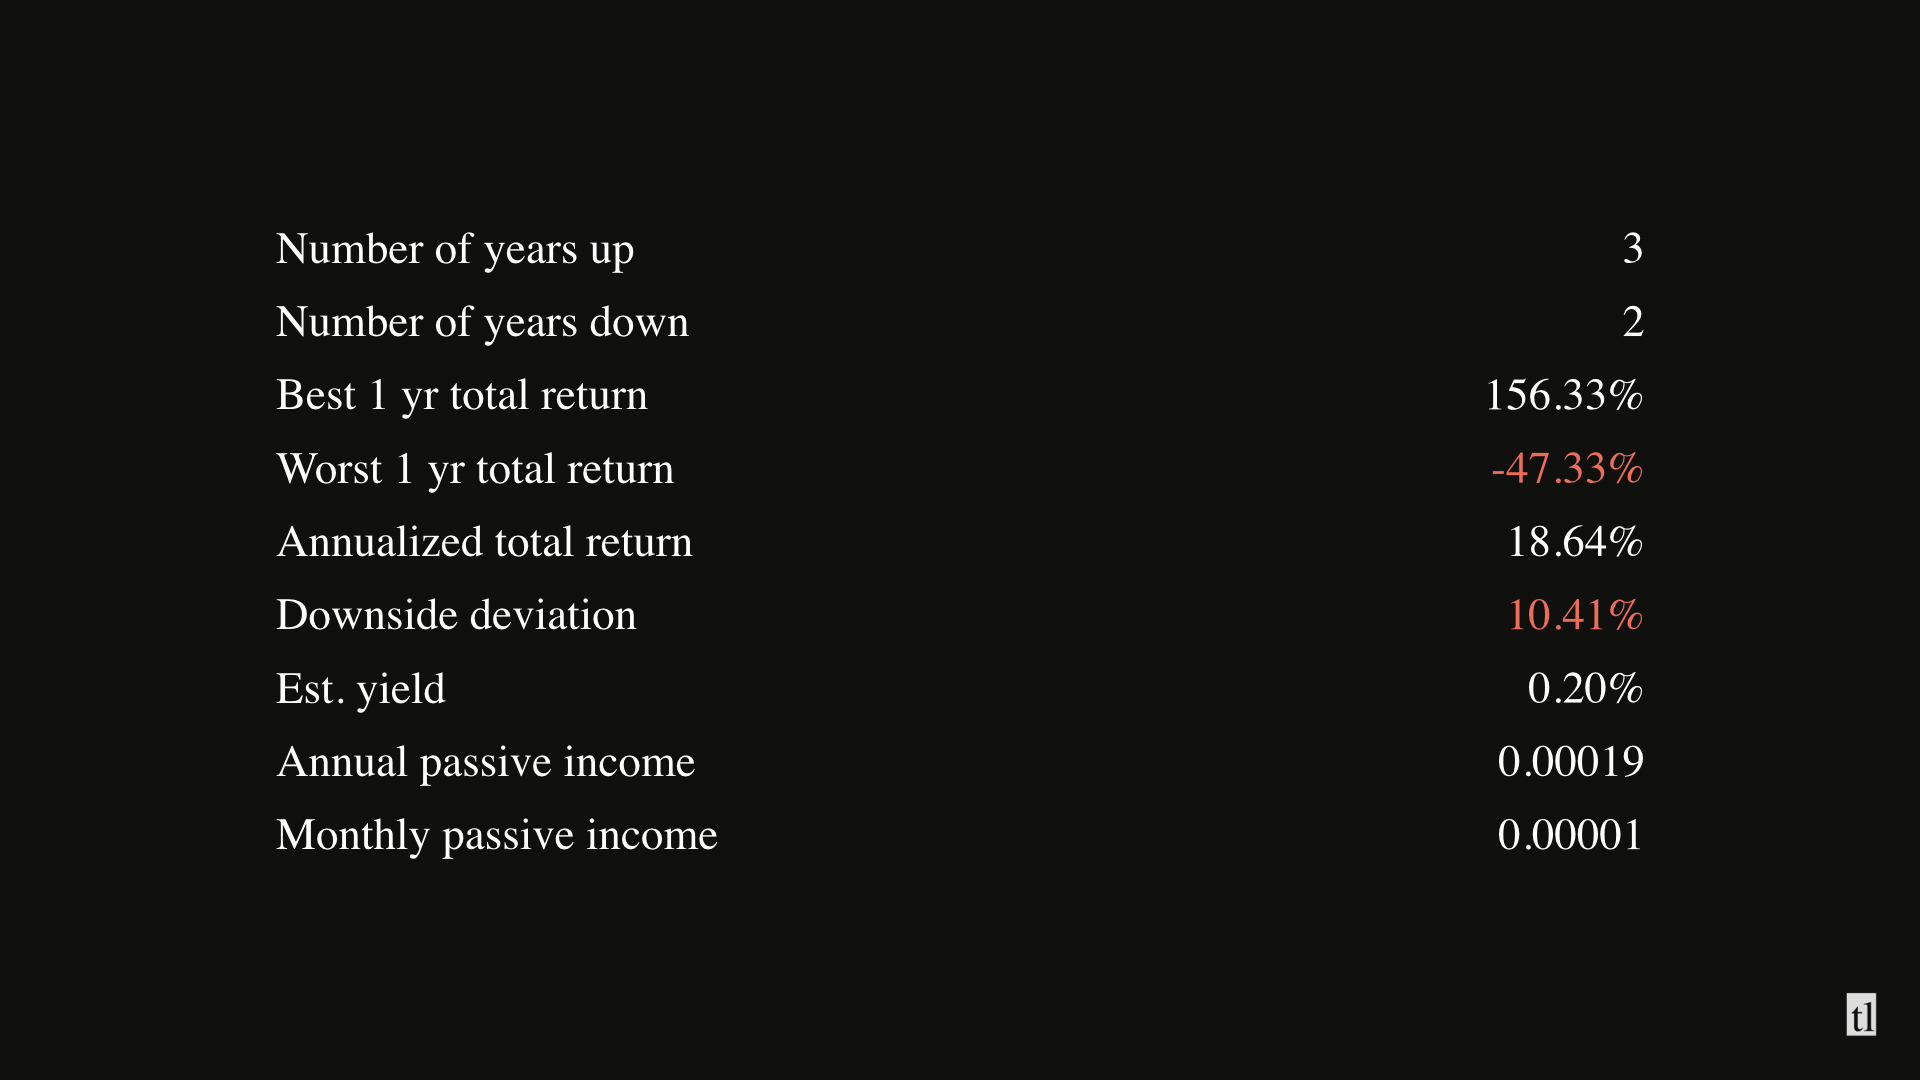 Number of years up 3
Number of years down 2
Best 1 yr total return 156.33%
Worst 1 yr total return -47.33%
Annualized total return 18.64%
Downside deviation 10.41%
Est. yield 0.20%
Annual passive income 0.00019
Monthly passive income 0.00001
tl